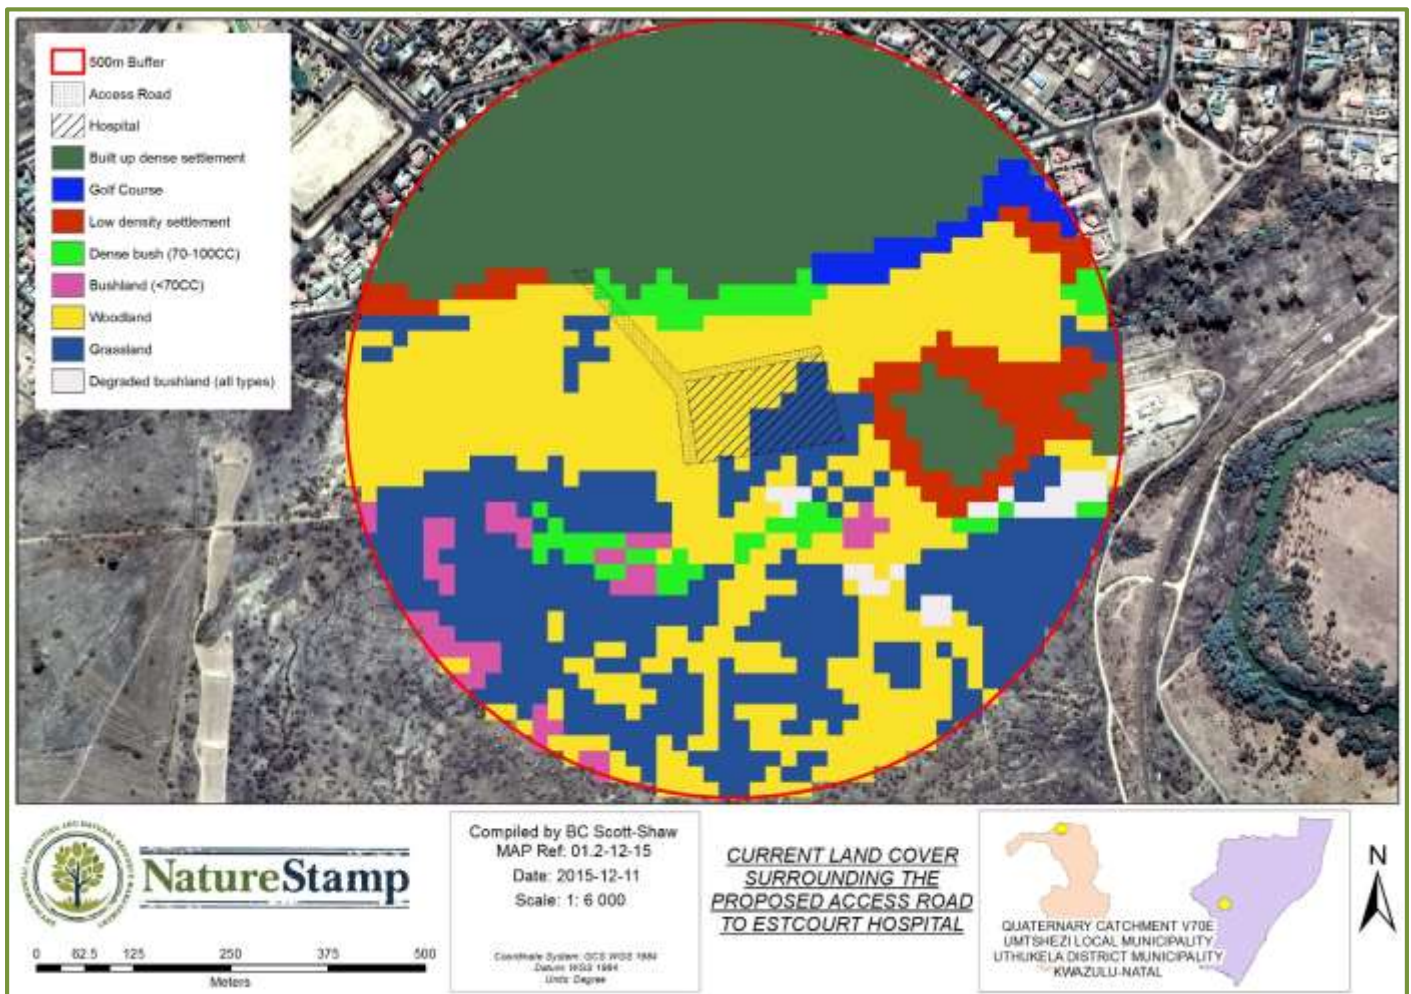 500m Buffer
Access Road
Hospital
Built up dense settlement
Golf Course
Low density settlement
Dense bush (70-100CC)
Bushland (<70CC)
Woodland
Grassland
Degraded bushland (all types)
NatureStamp
0 62.5 125 250 375 500
Meters
Compiled by BC Scott-Shaw
MAP Ref: 01.2-12-15
Date: 2015-12-11
Scale: 1: 6 000
Coordinate System: GCS WGS 1984
Datum: WGS 1984
Units: Degree
CURRENT LAND COVER
SURROUNDING THE
PROPOSED ACCESS ROAD
TO ESTCOURT HOSPITAL
QUATERNARY CATCHMENT V70E
UMTSHEZI LOCAL MUNICIPALITY
UTHUKELA DISTRICT MUNICIPALITY
KWAZULU-NATAL
N